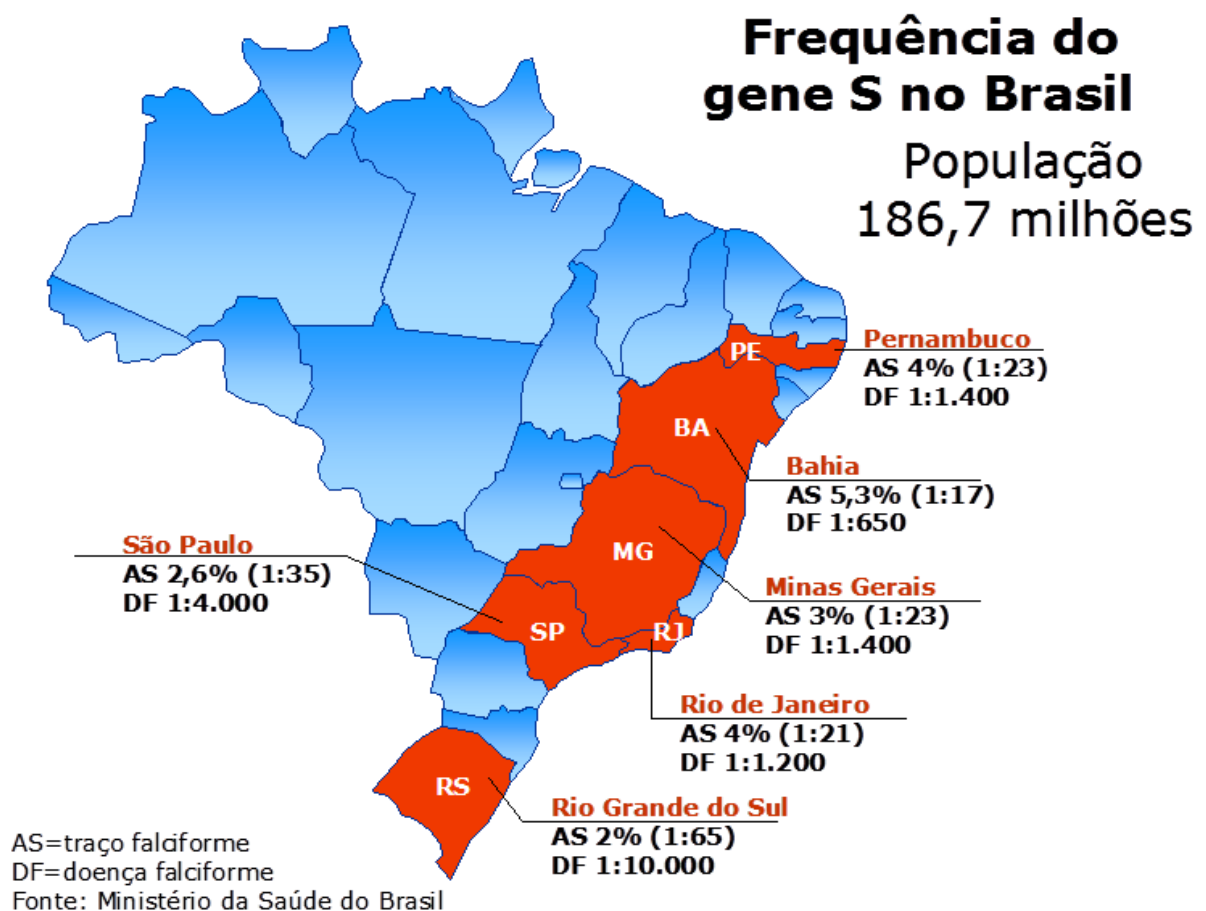 Frequência do
gene S no Brasil
População
186,7 milhões
PE
Pernambuco
AS 4% (1:23)
DF 1:1.400
BA
Bahia
AS 5,3% (1:17)
DF 1:650
São Paulo
AS 2,6% (1:35)
DF 1:4.000
MG
Minas Gerais
AS 3% (1:23)
DF 1:1.400
SP
RJ
Rio de Janeiro
AS 4% (1:21)
DF 1:1.200
RS
Rio Grande do Sul
AS 2% (1:65)
DF 1:10.000
AS=traço falciforme
DF=doença falciforme
Fonte: Ministério da Saúde do Brasil